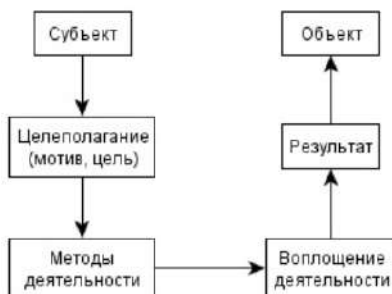 Субъект
Целеполагание
(мотив, цель)
Методы
деятельности
Воплощение
деятельности
Результат
Объект